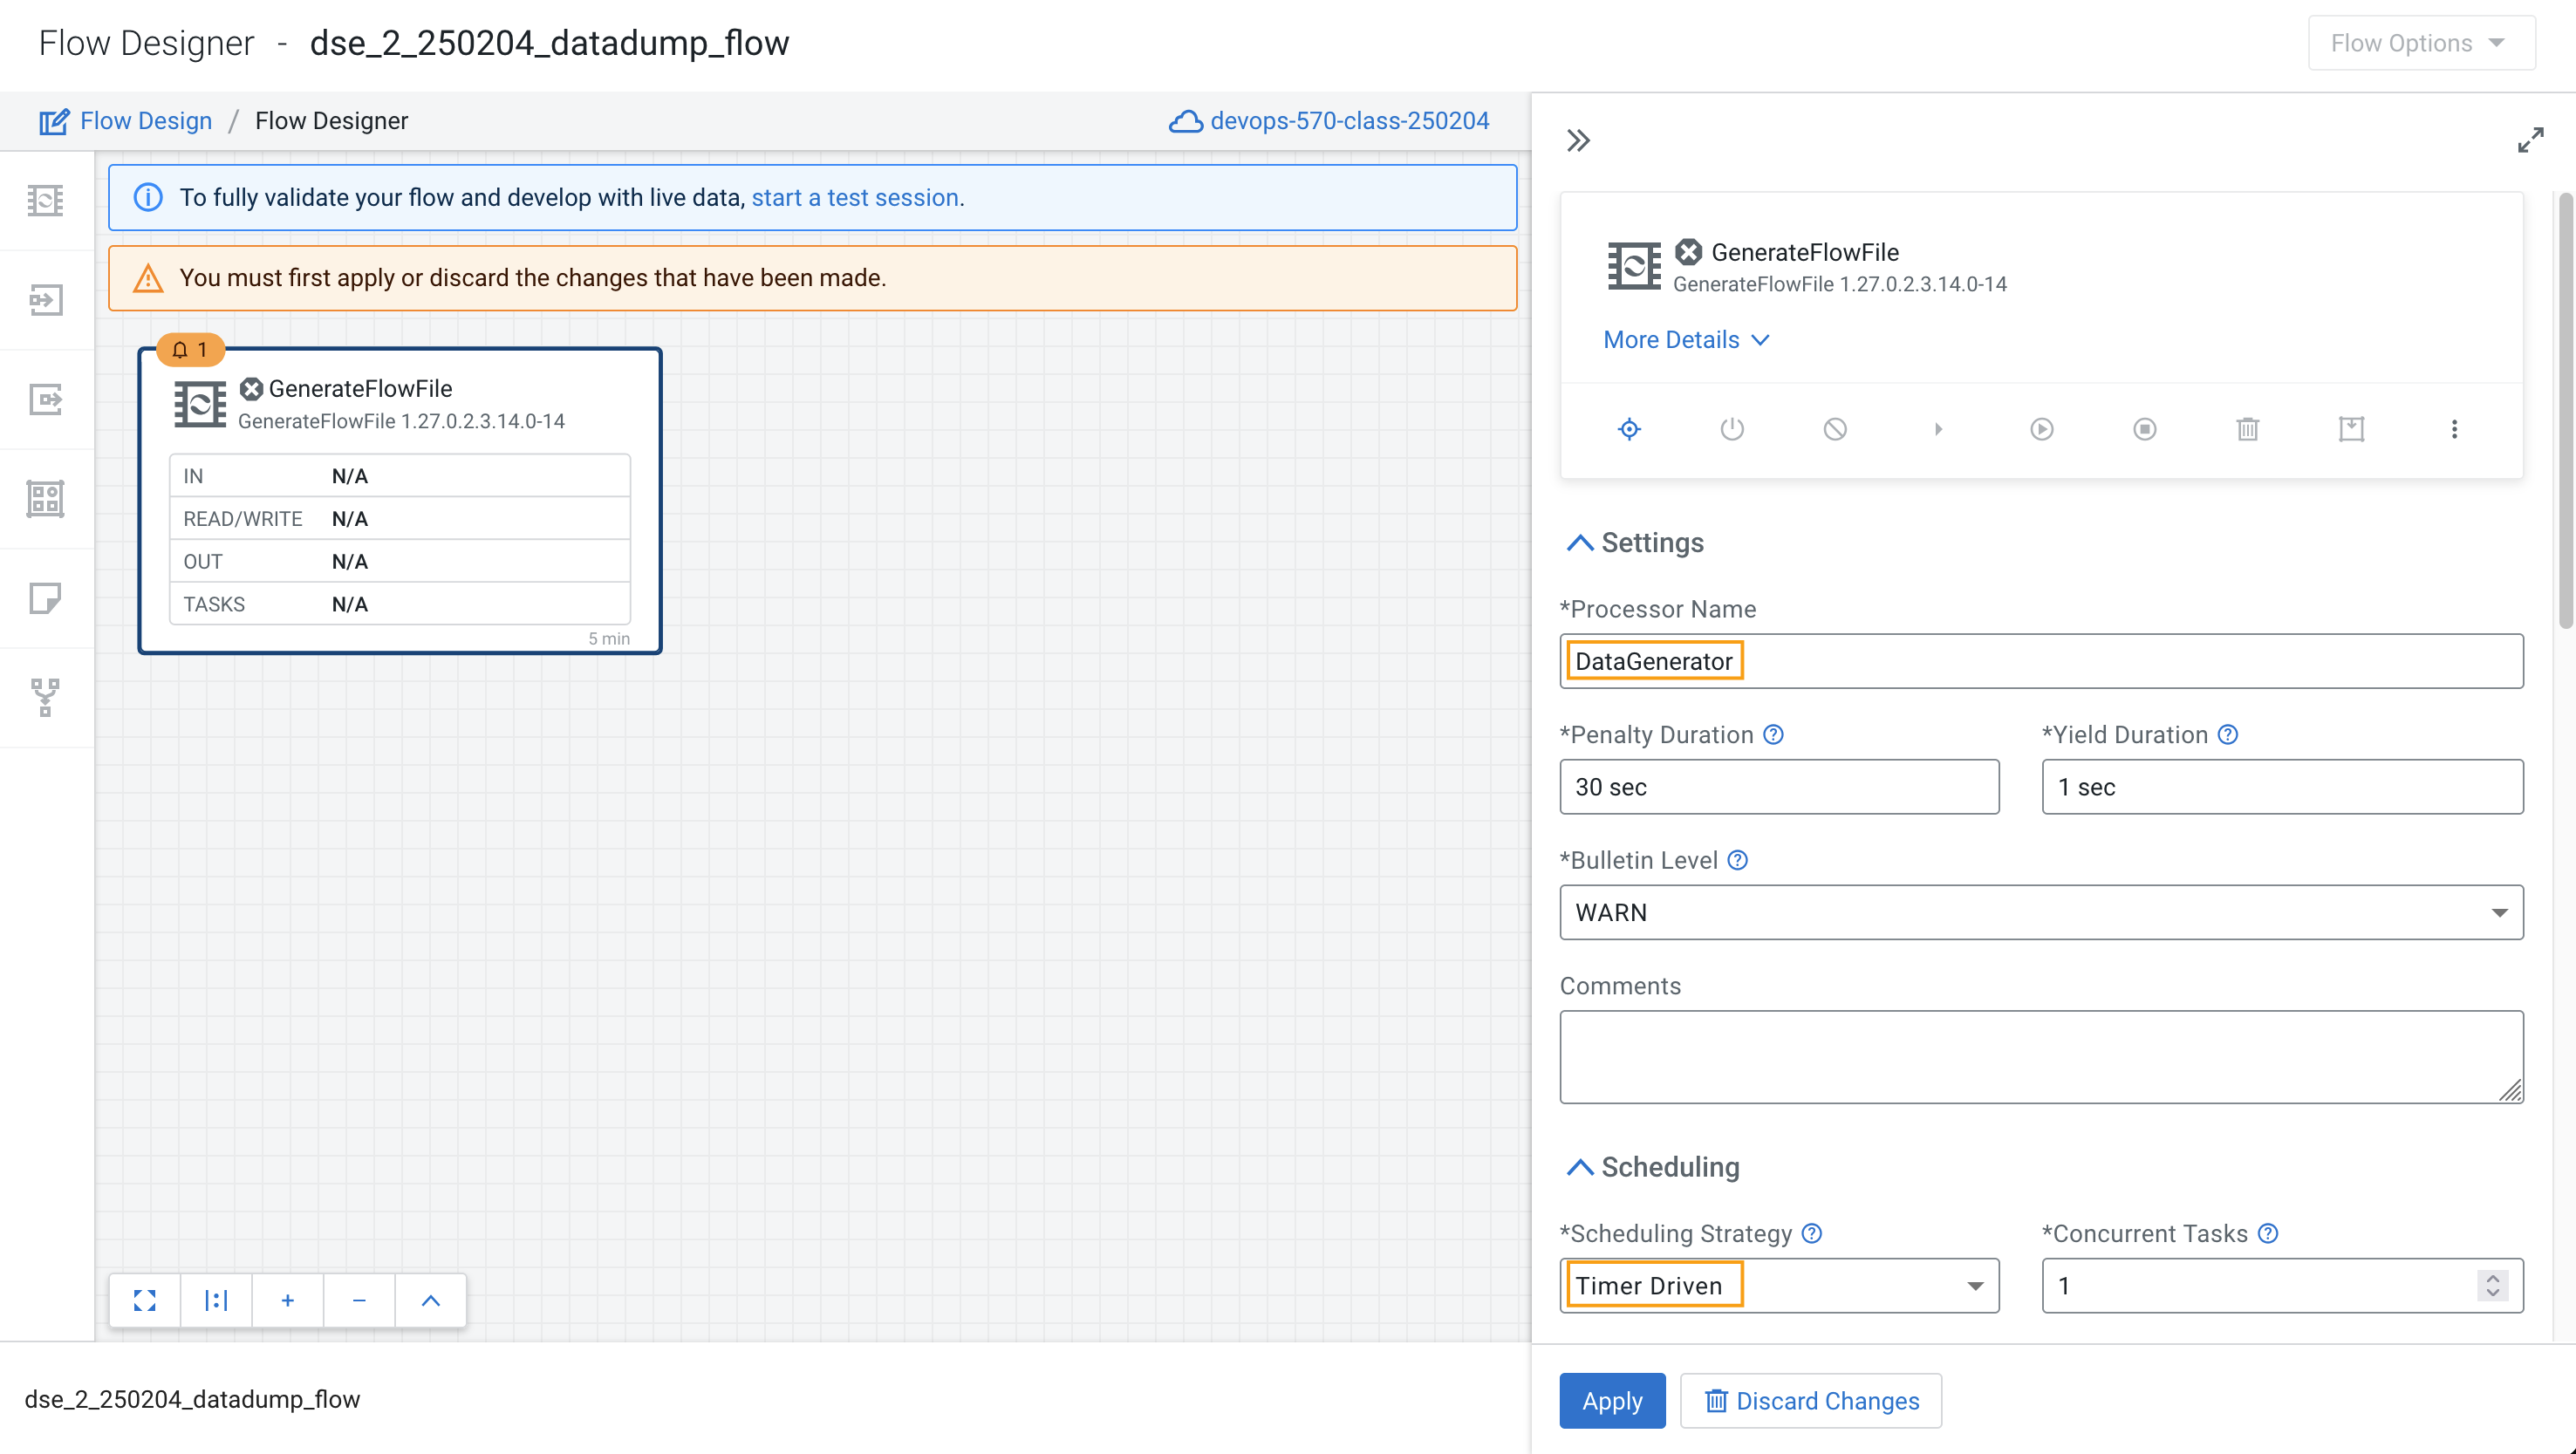 Flow Designer - dse_2_250204_datadump_flow
Flow Options
Flow Design / Flow Designer
devops-570-class-250204
To fully validate your flow and develop with live data, start a test session.
You must first apply or discard the changes that have been made.
1
GenerateFlowFile
GenerateFlowFile 1.27.0.2.3.14.0-14
IN N/A
READ/WRITE N/A
OUT N/A
TASKS N/A
5 min
dse_2_250204_datadump_flow
GenerateFlowFile
GenerateFlowFile 1.27.0.2.3.14.0-14
More Details
Settings
*Processor Name
DataGenerator
*Penalty Duration
*Yield Duration
30 sec
1 sec
*Bulletin Level
WARN
Comments
Scheduling
*Scheduling Strategy
*Concurrent Tasks
Timer Driven
1
Apply
Discard Changes